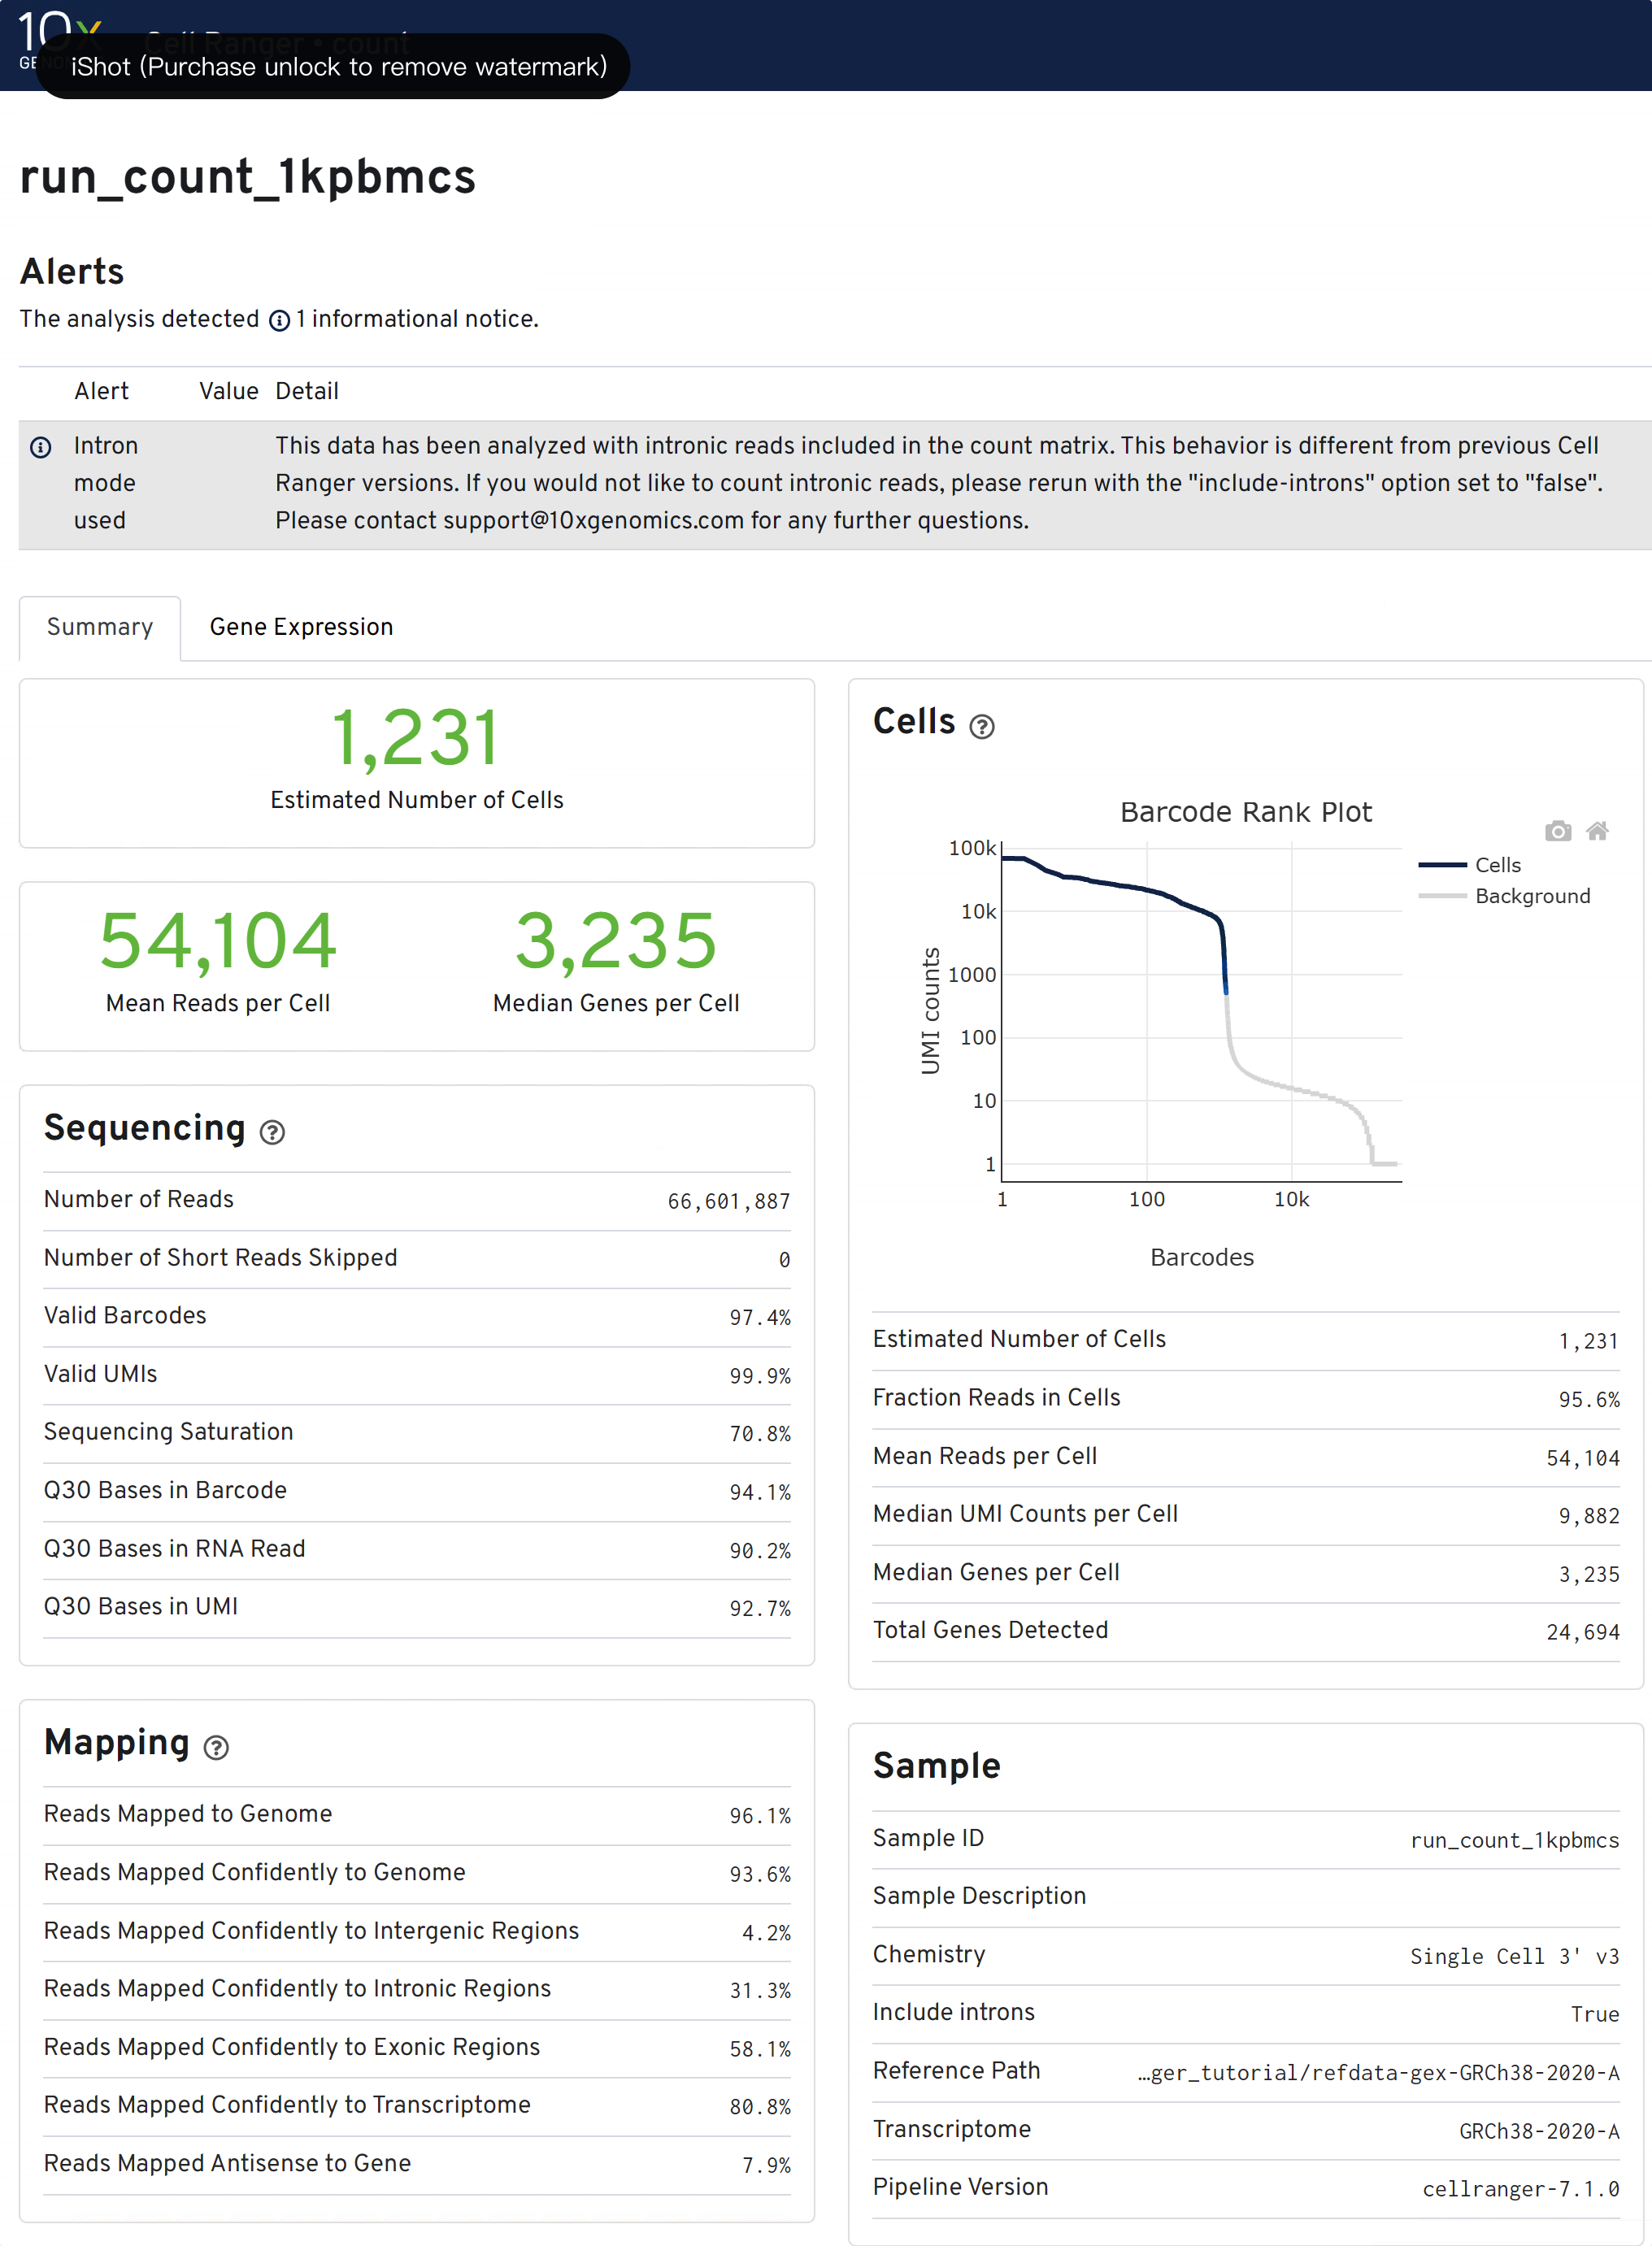 10x
Cell Ranger • count
iShot (Purchase unlock to remove watermark)
run_count_1kpbmcs
Alerts
The analysis detected 1 informational notice.
Alert Value Detail
Intron mode used
This data has been analyzed with intronic reads included in the count matrix. This behavior is different from previous Cell
Ranger versions. If you would not like to count intronic reads, please rerun with the "include-introns" option set to "false".
Please contact support@10xgenomics.com for any further questions.
Summary Gene Expression
1,231
Estimated Number of Cells
54,104 3,235
Mean Reads per Cell Median Genes per Cell
Sequencing ?
Number of Reads 66,601,887
Number of Short Reads Skipped 0
Valid Barcodes 97.4%
Valid UMIs 99.9%
Sequencing Saturation 70.8%
Q30 Bases in Barcode 94.1%
Q30 Bases in RNA Read 90.2%
Q30 Bases in UMI 92.7%
Mapping ?
Reads Mapped to Genome 96.1%
Reads Mapped Confidently to Genome 93.6%
Reads Mapped Confidently to Intergenic Regions 4.2%
Reads Mapped Confidently to Intronic Regions 31.3%
Reads Mapped Confidently to Exonic Regions 58.1%
Reads Mapped Confidently to Transcriptome 80.8%
Reads Mapped Antisense to Gene 7.9%
Cells ?
Barcode Rank Plot
Cells
Background
UMI counts
100k
10k
1000
100
10
1
1 100 10k
Barcodes
Estimated Number of Cells 1,231
Fraction Reads in Cells 95.6%
Mean Reads per Cell 54,104
Median UMI Counts per Cell 9,882
Median Genes per Cell 3,235
Total Genes Detected 24,694
Sample
Sample ID run_count_1kpbmcs
Sample Description
Chemistry Single Cell 3' v3
Include introns True
Reference Path …ger_tutorial/refdata-gex-GRCh38-2020-A
Transcriptome GRCh38-2020-A
Pipeline Version cellranger-7.1.0